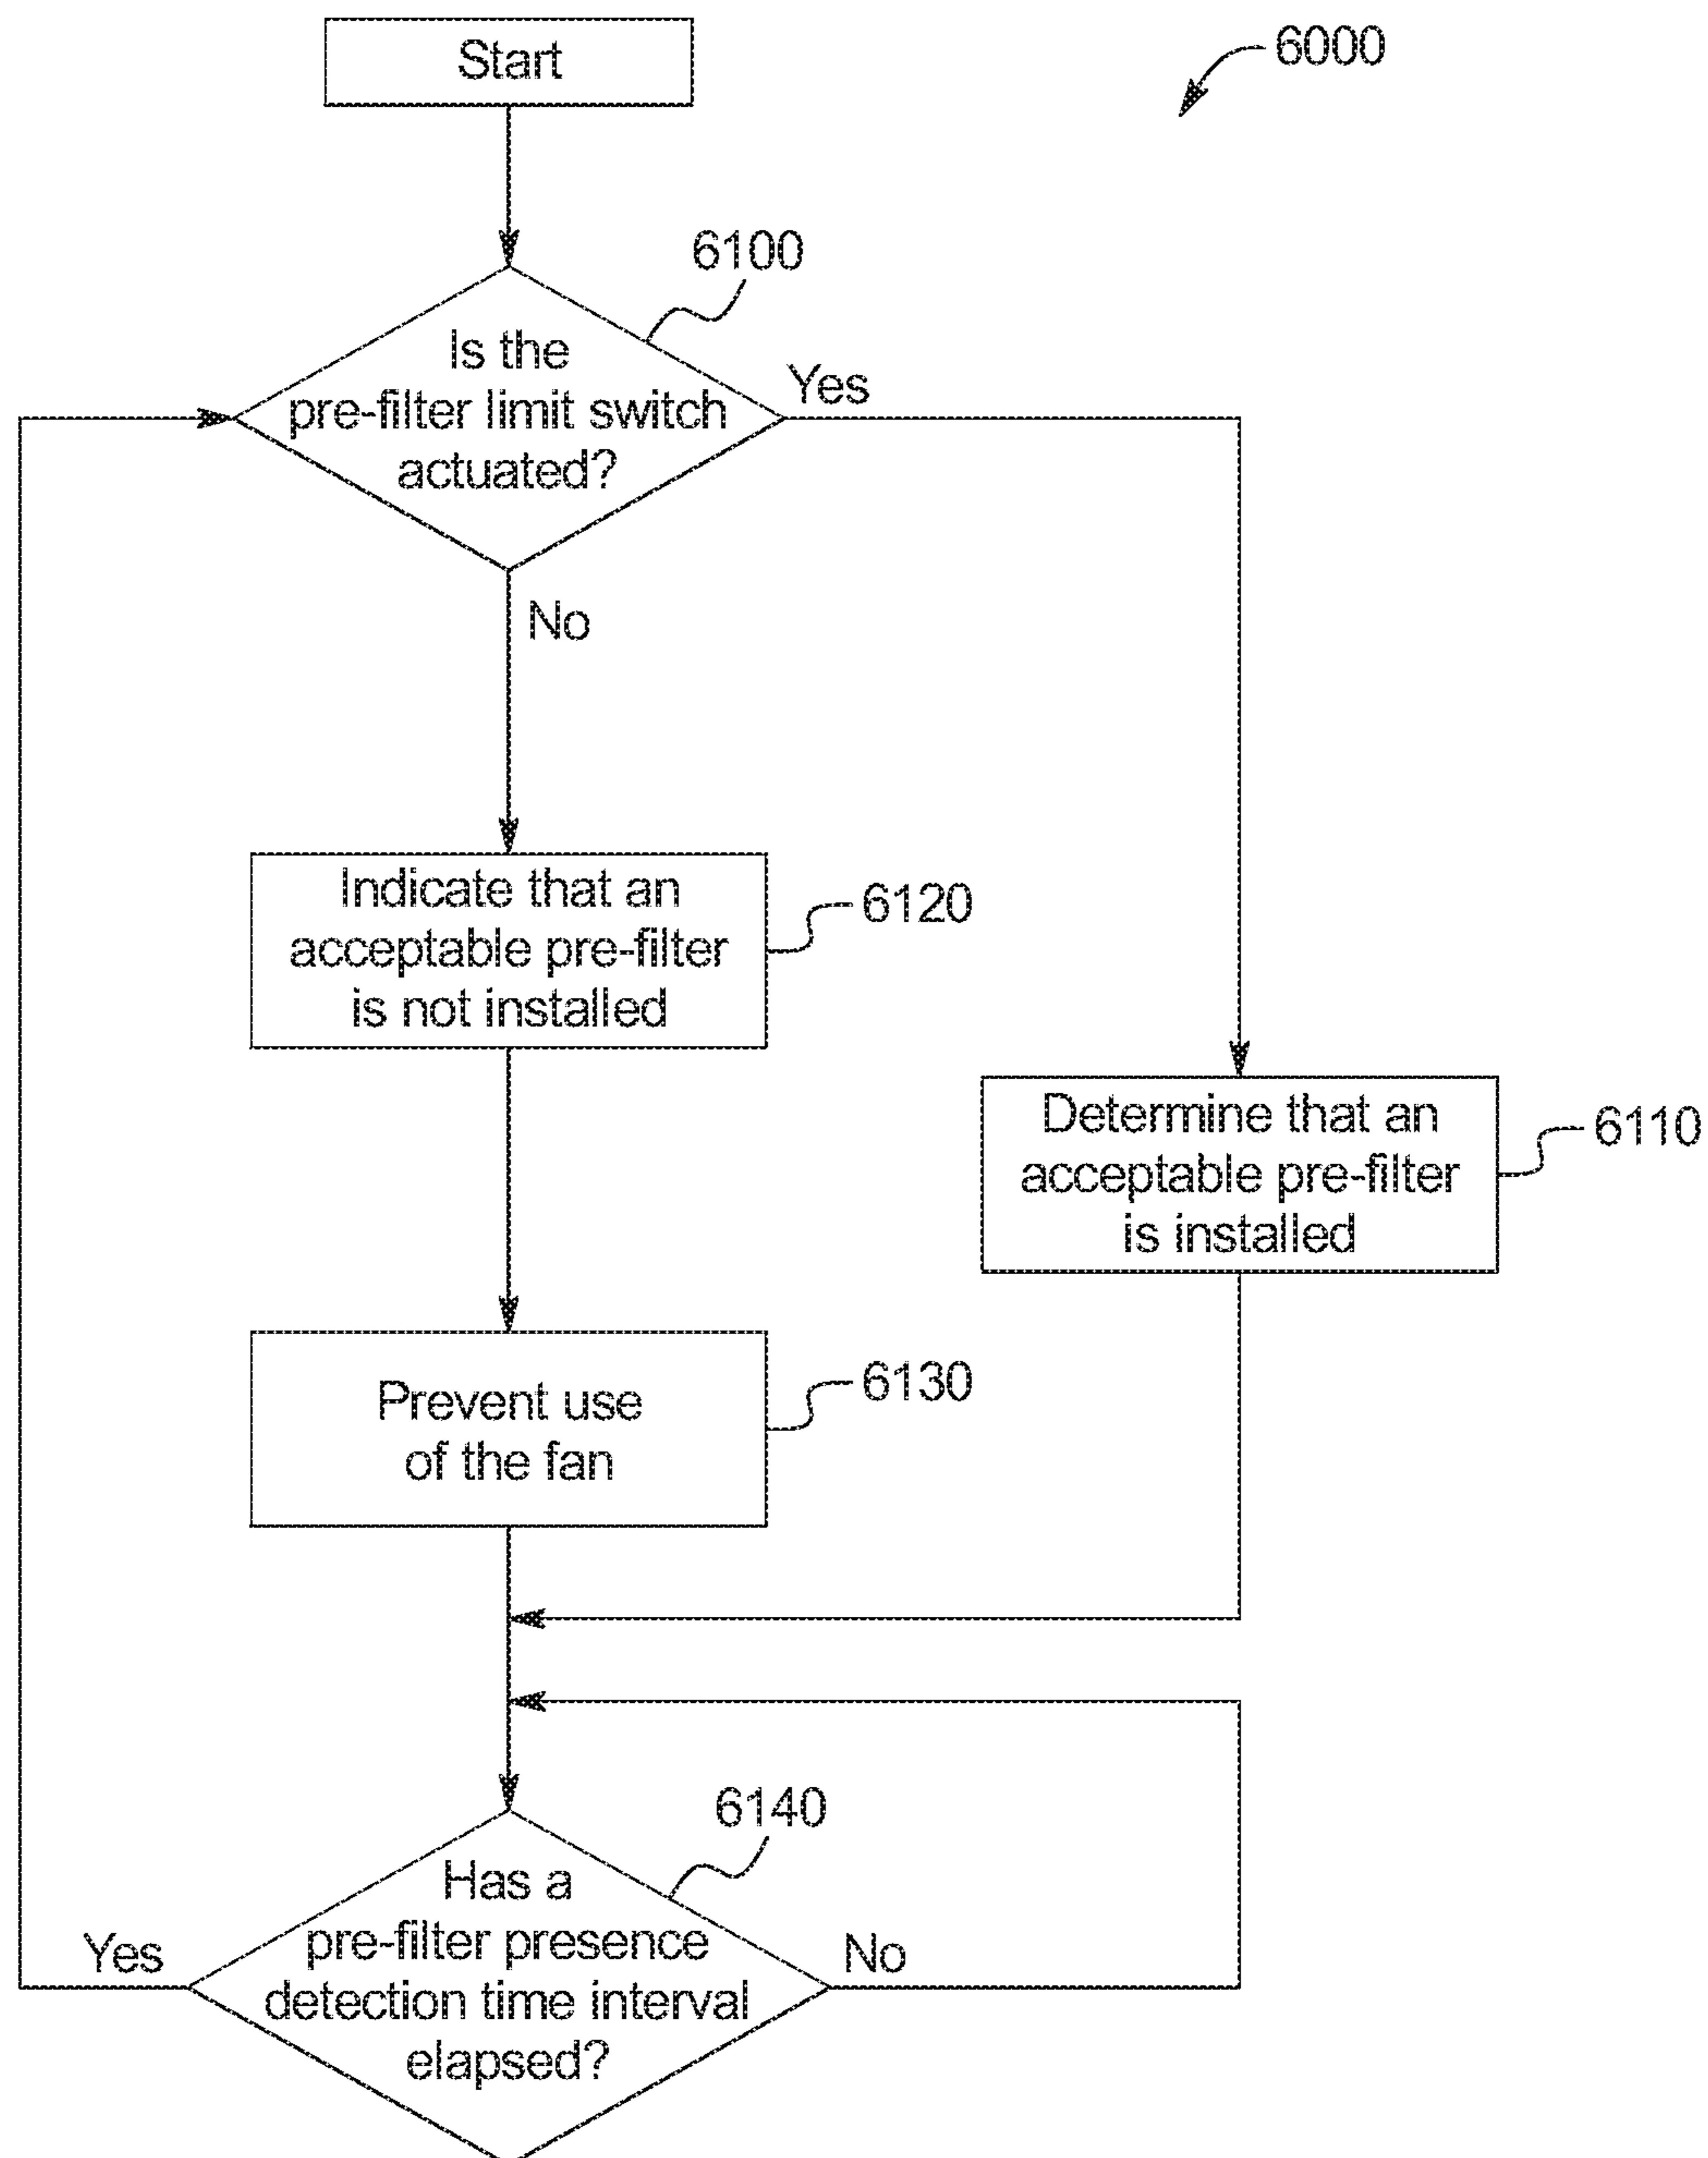 Start
6000
6100
Is the
pre-filter limit switch
actuated?
Yes
No
Indicate that an
acceptable pre-filter
is not installed
6120
Determine that an
acceptable pre-filter
is installed
6110
Prevent use
of the fan
6130
6140
Has a
pre-filter presence
detection time interval
elapsed?
Yes
No